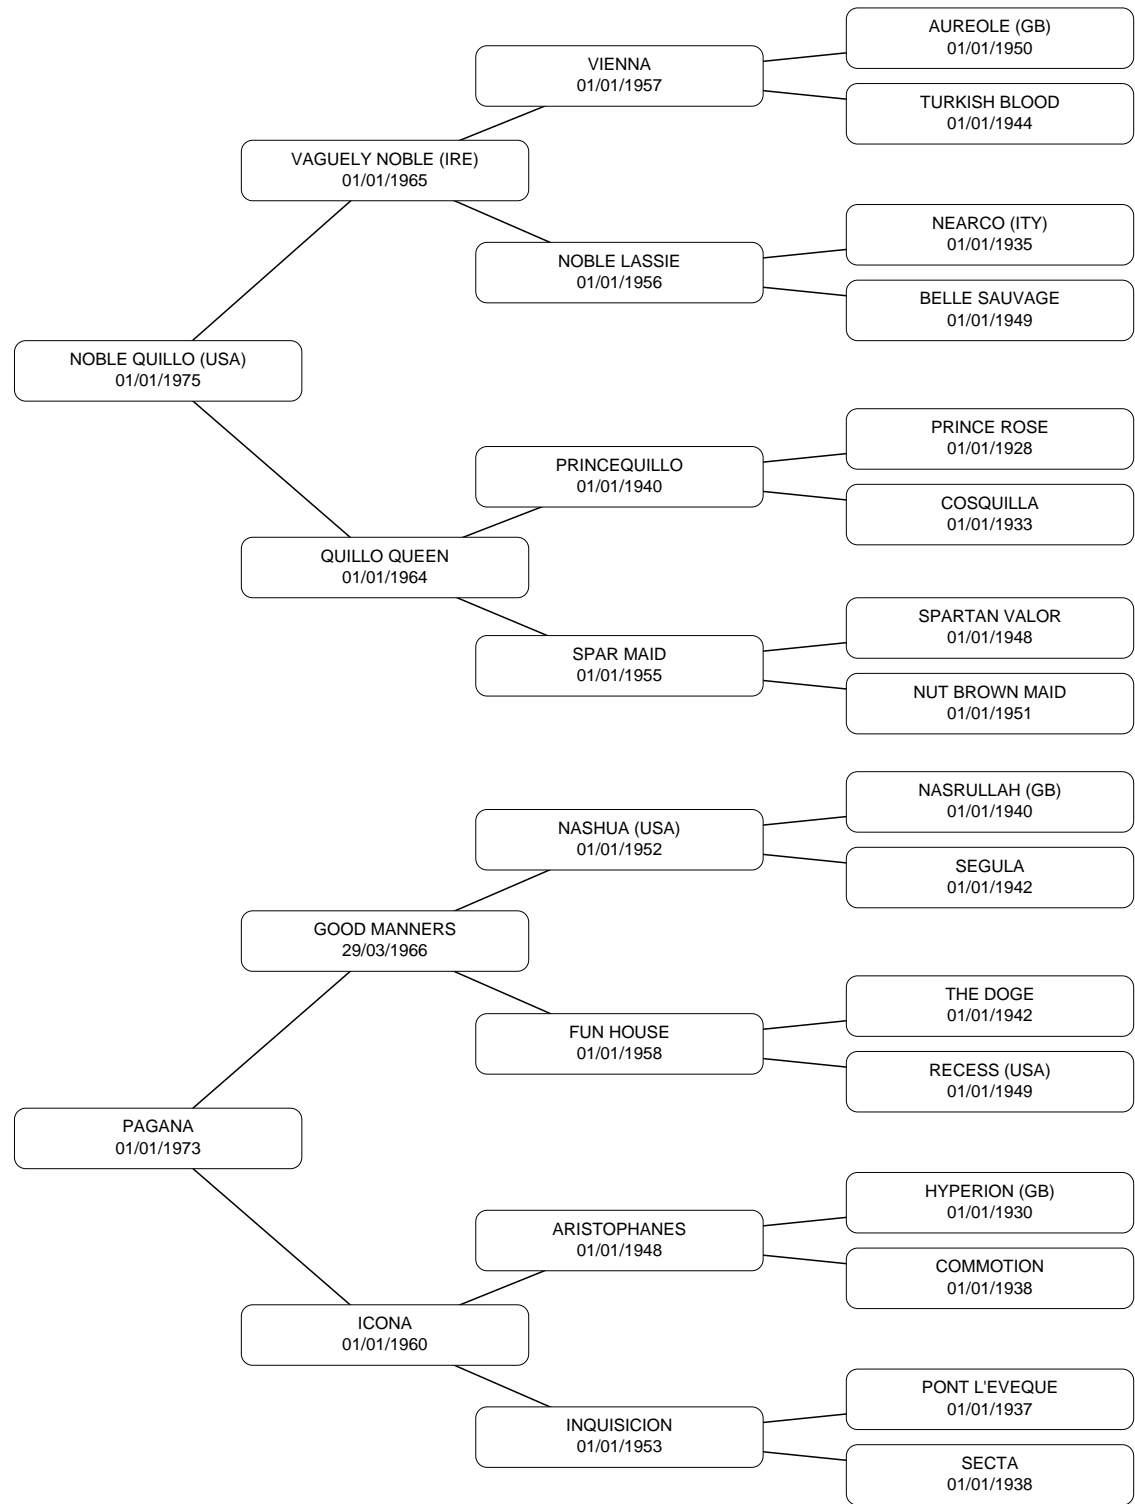 AUREOLE (GB)
01/01/1950
VIENNA
01/01/1957
TURKISH BLOOD
01/01/1944
VAGUELY NOBLE (IRE)
01/01/1965
NEARCO (ITY)
01/01/1935
NOBLE LASSIE
01/01/1956
BELLE SAUVAGE
01/01/1949
NOBLE QUILLO (USA)
01/01/1975
PRINCE ROSE
01/01/1928
PRINCEQUILLO
01/01/1940
COSQUILLA
01/01/1933
QUILLO QUEEN
01/01/1964
SPARTAN VALOR
01/01/1948
SPAR MAID
01/01/1955
NUT BROWN MAID
01/01/1951
NASRULLAH (GB)
01/01/1940
NASHUA (USA)
01/01/1952
SEGULA
01/01/1942
GOOD MANNERS
29/03/1966
THE DOGE
01/01/1942
FUN HOUSE
01/01/1958
RECESS (USA)
01/01/1949
PAGANA
01/01/1973
HYPERION (GB)
01/01/1930
ARISTOPHANES
01/01/1948
COMMOTION
01/01/1938
ICONA
01/01/1960
PONT L'EVEQUE
01/01/1937
INQUISICION
01/01/1953
SECTA
01/01/1938